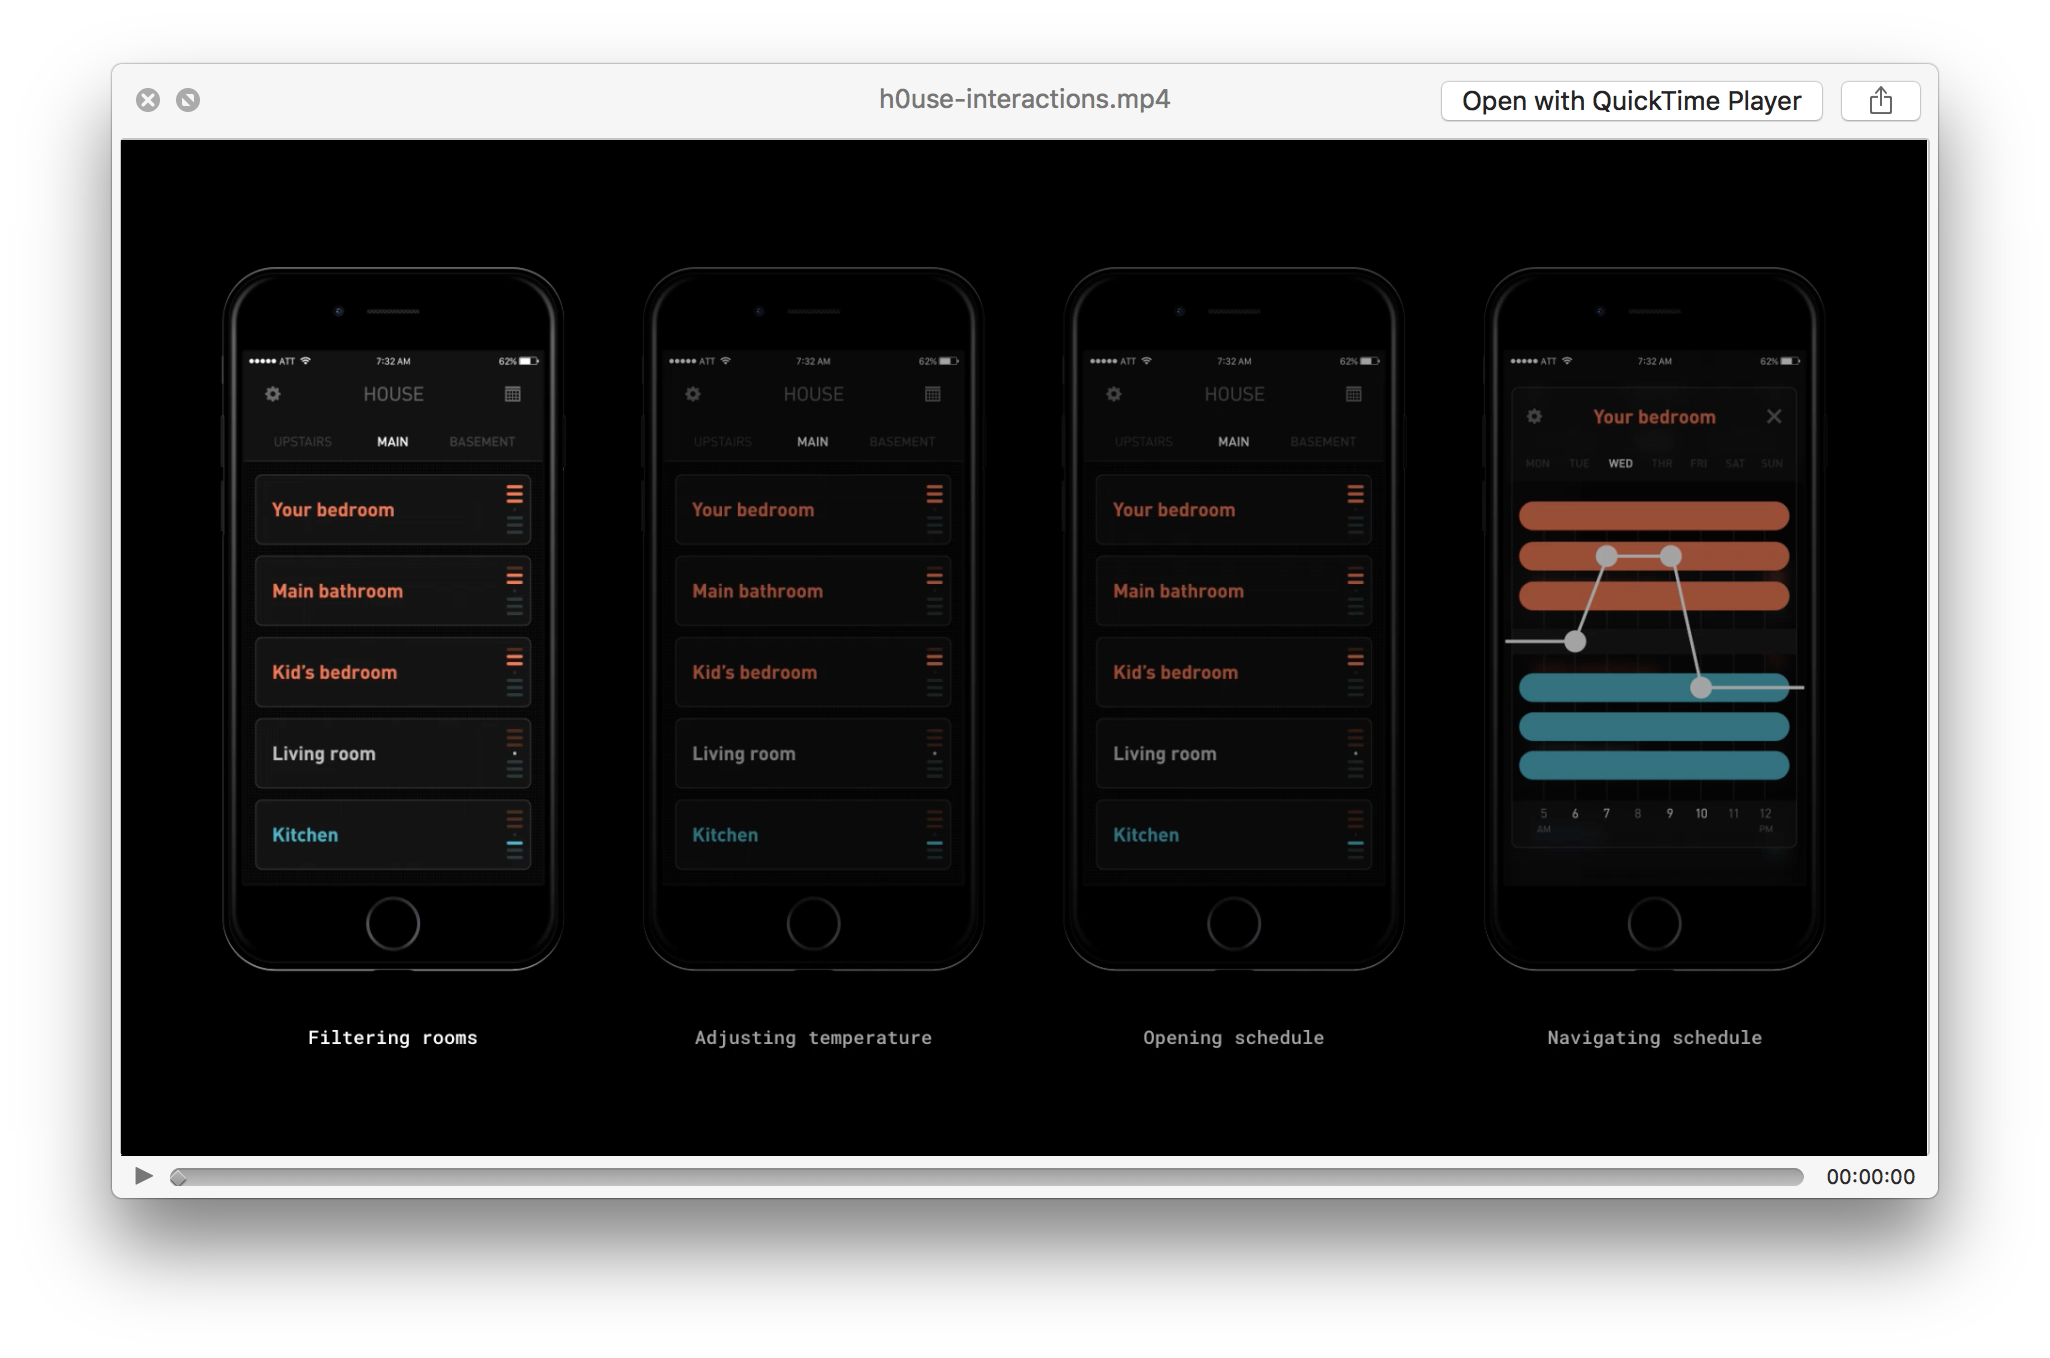 h0use-interactions.mp4
Open with QuickTime Player
ATT 7:32 AM 62%
HOUSE
UPSTAIRS MAIN BASEMENT
Your bedroom
Main bathroom
Kid's bedroom
Living room
Kitchen
Filtering rooms
ATT 7:32 AM 62%
HOUSE
UPSTAIRS MAIN BASEMENT
Your bedroom
Main bathroom
Kid's bedroom
Living room
Kitchen
Adjusting temperature
ATT 7:32 AM 62%
HOUSE
UPSTAIRS MAIN BASEMENT
Your bedroom
Main bathroom
Kid's bedroom
Living room
Kitchen
Opening schedule
ATT 7:32 AM 62%
Your bedroom
MON TUE WED THR FRI SAT SUN
5 6 7 8 9 10 11 12
AM PM
Navigating schedule
00:00:00